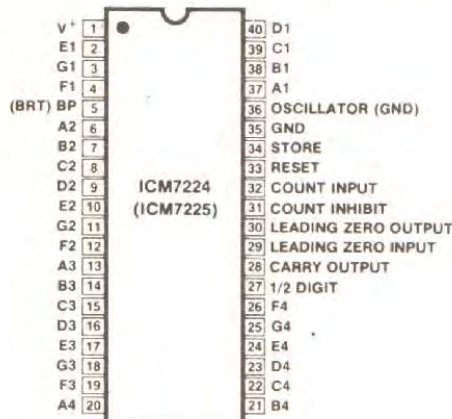 V+ 1
E1 2
G1 3
F1 4
(BRT) BP 5
A2 6
B2 7
C2 8
D2 9
E2 10
G2 11
F2 12
A3 13
B3 14
C3 15
D3 16
E3 17
G3 18
F3 19
A4 20
ICM7224
(ICM7225)
40 D1
39 C1
38 B1
37 A1
36 OSCILLATOR (GND)
35 GND
34 STORE
33 RESET
32 COUNT INPUT
31 COUNT INHIBIT
30 LEADING ZERO OUTPUT
29 LEADING ZERO INPUT
28 CARRY OUTPUT
27 1/2 DIGIT
26 F4
25 G4
24 E4
23 D4
22 C4
21 B4